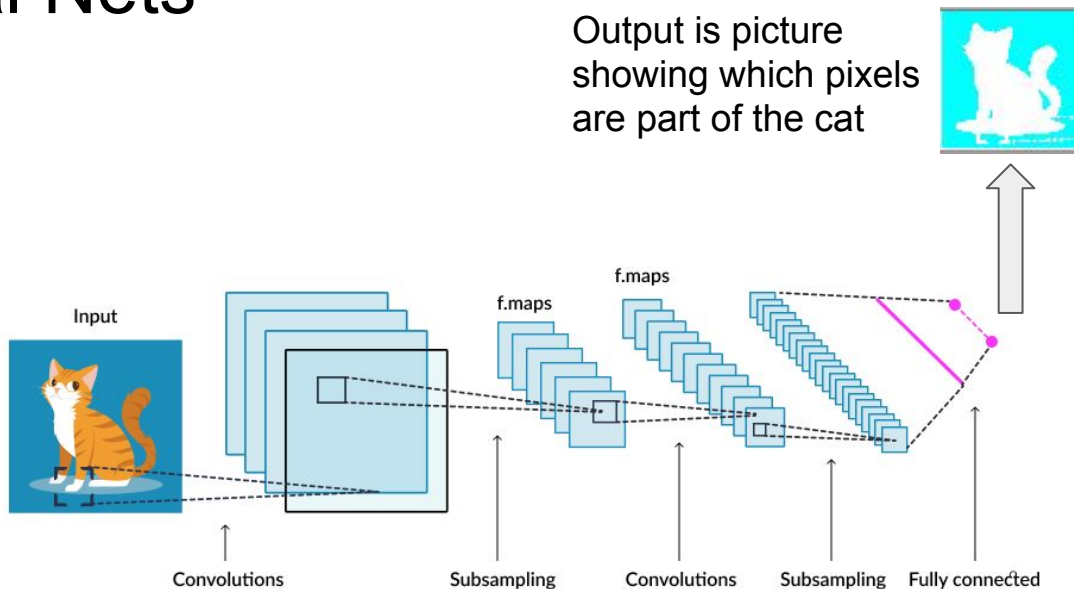 Nets
Output is picture
showing which pixels
are part of the cat
Input
f.maps
f.maps
Convolutions
Subsampling
Convolutions
Subsampling
Fully connected